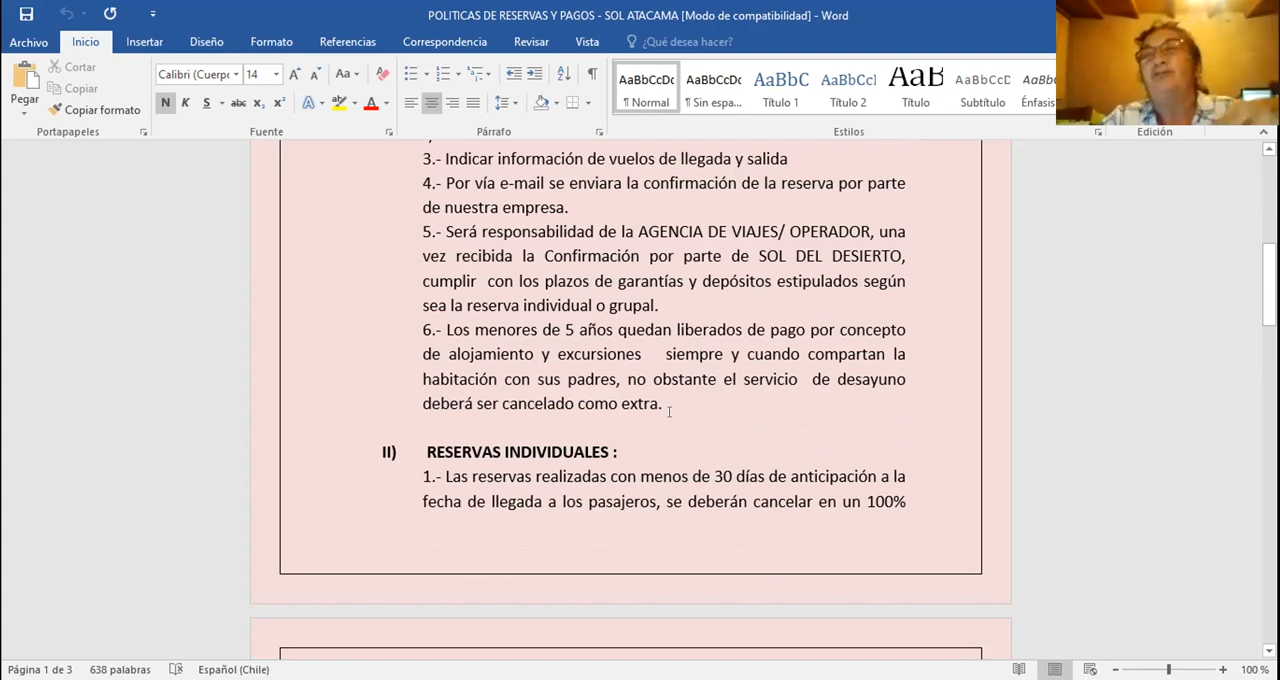 POLITICAS DE RESERVAS Y PAGOS - SOL ATACAMA [Modo de compatibilidad] - Word
Archivo Inicio Insertar Diseño Formato Referencias Correspondencia Revisar Vista ¿Qué desea hacer?
Pegar
Cortar
Copiar
Copiar formato
Portapapeles
Calibri (Cuerpo 14
Aa
N K S abc x₂ x² A A
Fuente
Párrafo
AaBbCcDc AaBbCcDc AaBbC AaBbCcI AaB AaBbCcD AaBbC
¶ Normal ¶ Sin espa... Título 1 Título 2 Título Subtítulo Énfasis
Estilos
Edición
3.- Indicar información de vuelos de llegada y salida
4.- Por vía e-mail se enviara la confirmación de la reserva por parte
de nuestra empresa.
5.- Será responsabilidad de la AGENCIA DE VIAJES/ OPERADOR, una
vez recibida la Confirmación por parte de SOL DEL DESIERTO,
cumplir con los plazos de garantías y depósitos estipulados según
sea la reserva individual o grupal.
6.- Los menores de 5 años quedan liberados de pago por concepto
de alojamiento y excursiones siempre y cuando compartan la
habitación con sus padres, no obstante el servicio de desayuno
deberá ser cancelado como extra.
II) RESERVAS INDIVIDUALES :
1.- Las reservas realizadas con menos de 30 días de anticipación a la
fecha de llegada a los pasajeros, se deberán cancelar en un 100%
Página 1 de 3 638 palabras Español (Chile) 100 %